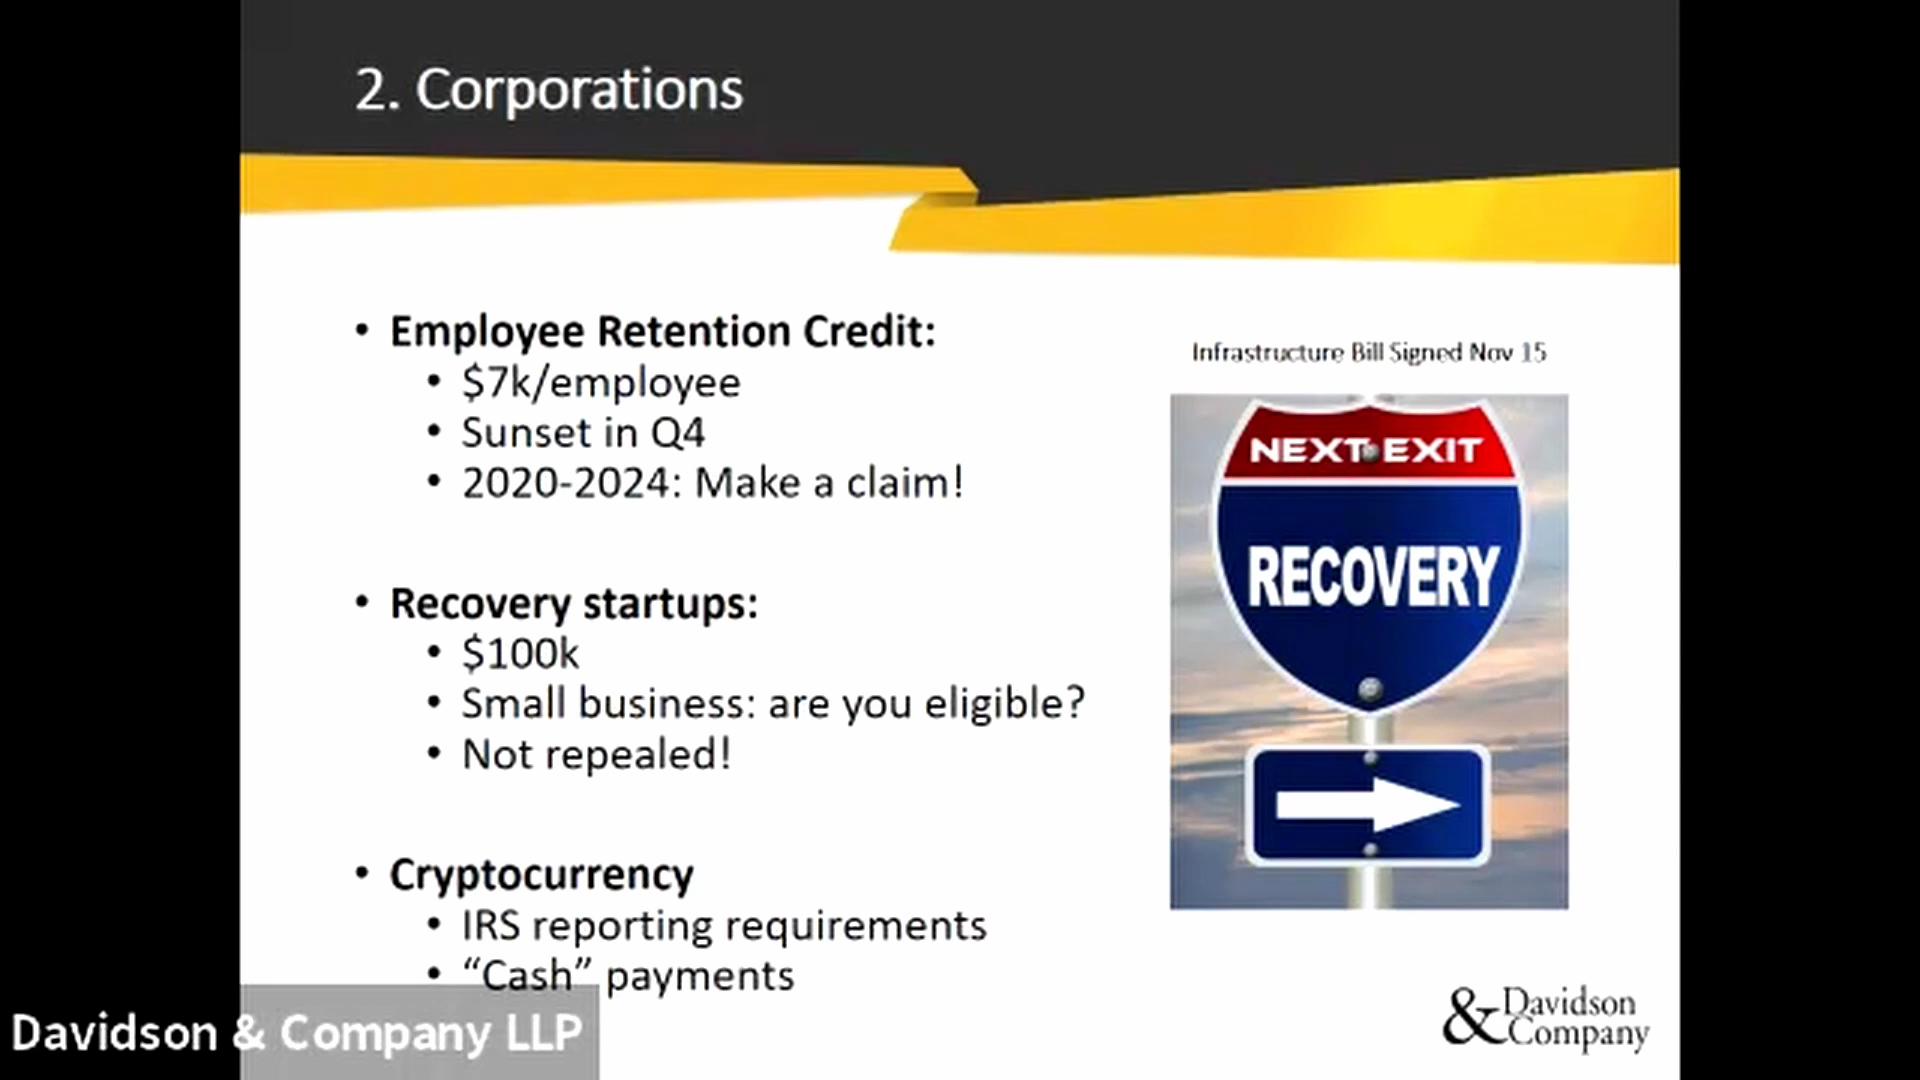 2. Corporations
• Employee Retention Credit:
• $7k/employee
• Sunset in Q4
• 2020-2024: Make a claim!
• Recovery startups:
• $100k
• Small business: are you eligible?
• Not repealed!
• Cryptocurrency
• IRS reporting requirements
• “Cash” payments
Infrastructure Bill Signed Nov 15
NEXT EXIT
RECOVERY
Davidson & Company LLP
& Davidson
Company